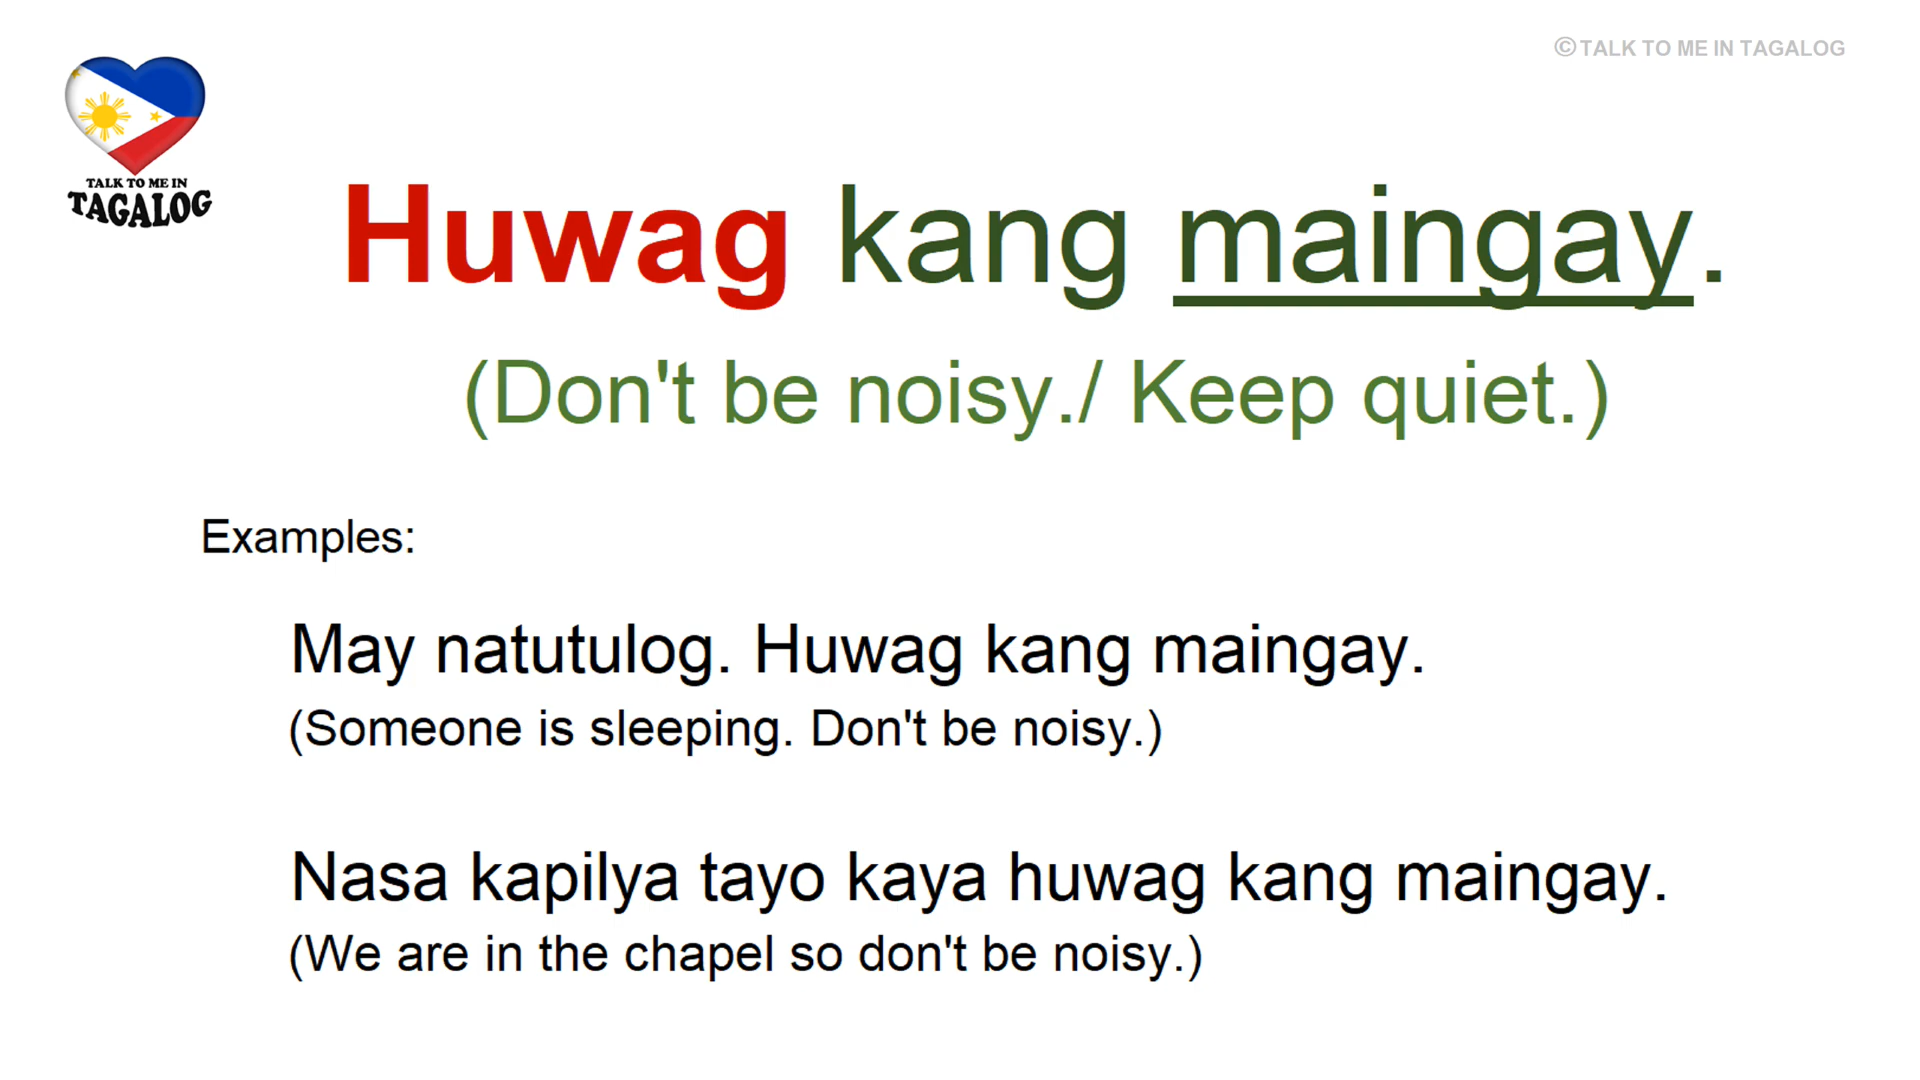 © TALK TO ME IN TAGALOG
TALK TO ME IN
TAGALOG
Huwag kang maingay.
(Don't be noisy./ Keep quiet.)
Examples:
May natutulog. Huwag kang maingay.
(Someone is sleeping. Don't be noisy.)
Nasa kapilya tayo kaya huwag kang maingay.
(We are in the chapel so don't be noisy.)